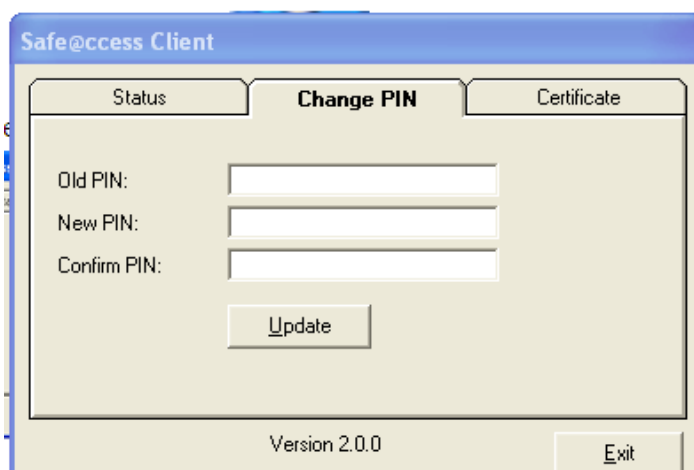 Safe@ccess Client
Status Change PIN Certificate
Old PIN:
New PIN:
Confirm PIN:
Update
Version 2.0.0
Exit